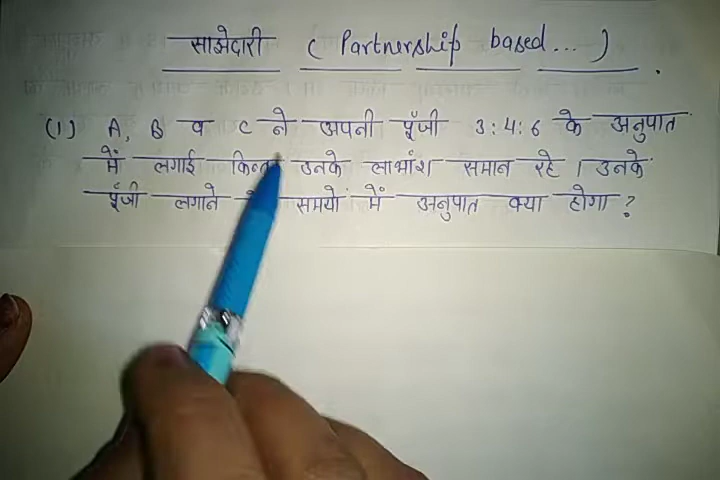 साझेदारी ( Partnership based... ) .
(1) A, B व C ने अपनी पूँजी 3:4:6 के अनुपात
में लगाई उनके लाभांश समान रहे । उनके
पूँजी लगाने समयों में अनुपात क्या होगा ?